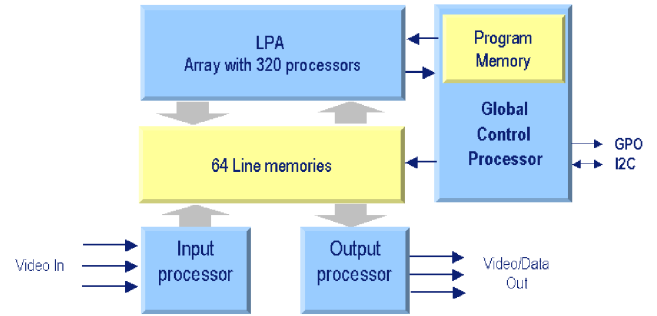 LPA
Array with 320 processors
Program
Memory
Global
Control
Processor
GPO
I2C
64 Line memories
Video In
Input
processor
Output
processor
Video/Data
Out